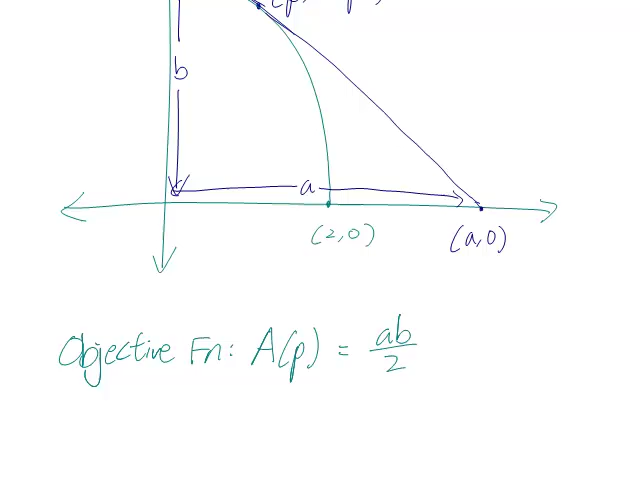 b
a
(2,0)
(a,0)
Objective Fn: A(p) = ab/2